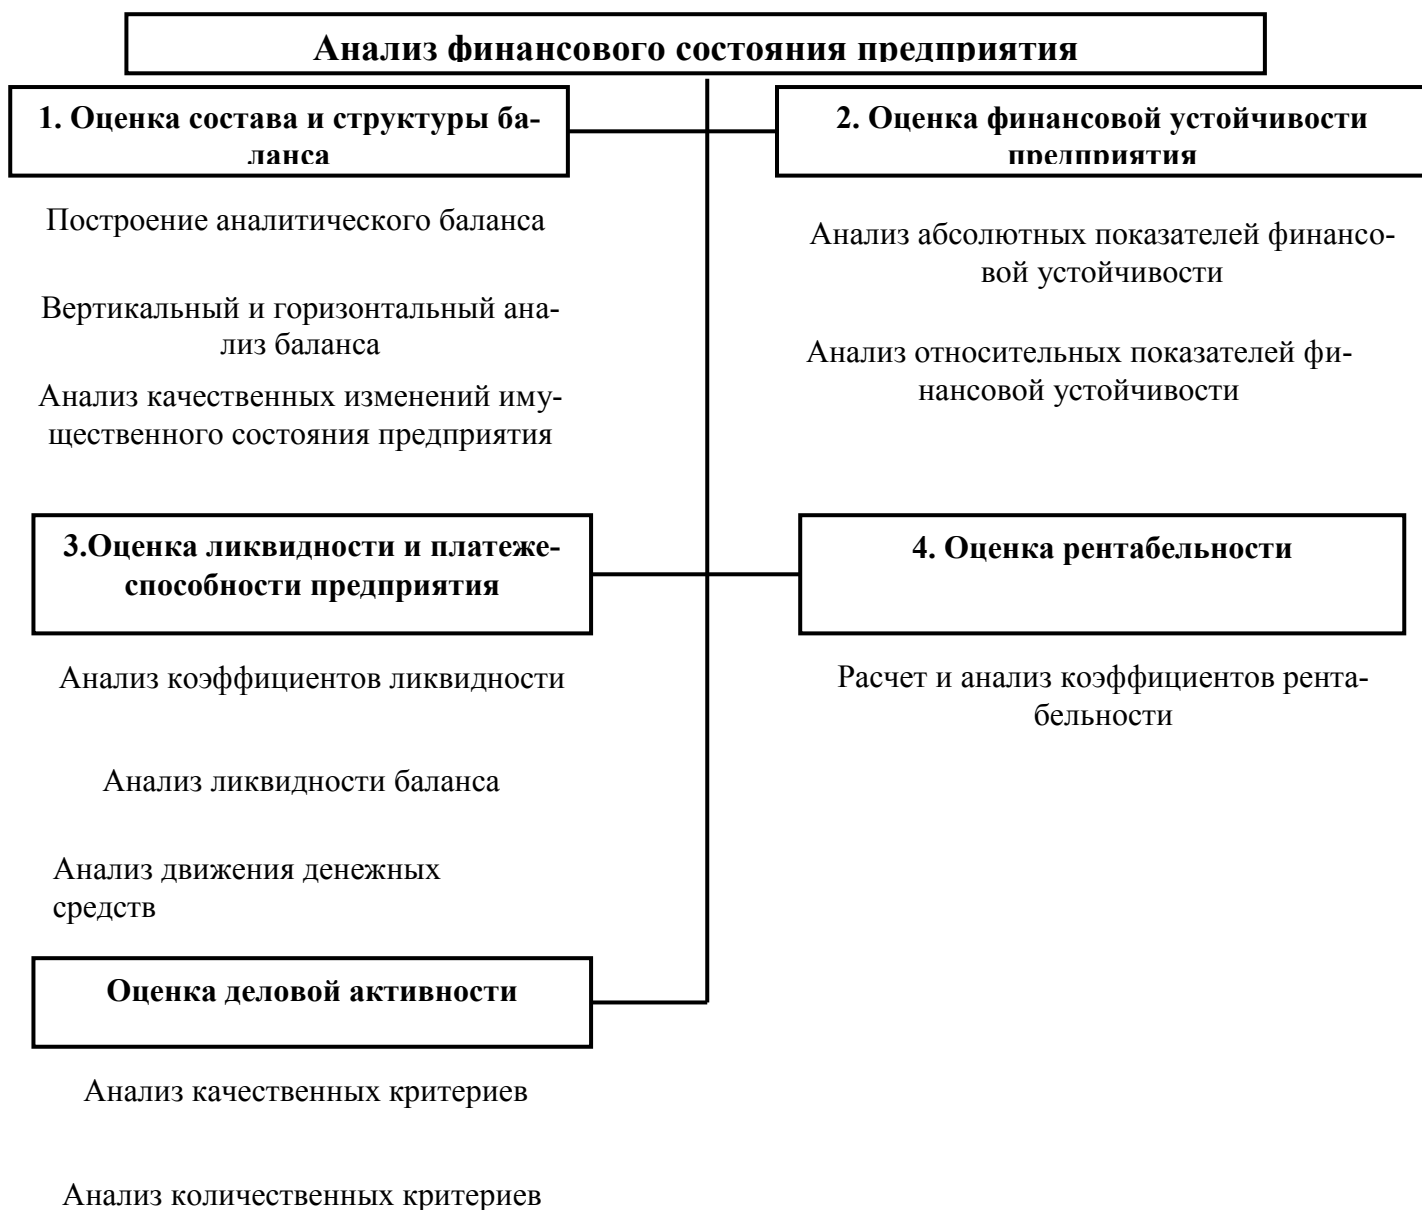 Анализ финансового состояния предприятия
1. Оценка состава и структуры ба-
ланса
Построение аналитического баланса
Вертикальный и горизонтальный ана-
лиз баланса
Анализ качественных изменений иму-
щественного состояния предприятия
2. Оценка финансовой устойчивости
предприятия
Анализ абсолютных показателей финансо-
вой устойчивости
Анализ относительных показателей фи-
нансовой устойчивости
3.Оценка ликвидности и платеже-
способности предприятия
Анализ коэффициентов ликвидности
Анализ ликвидности баланса
Анализ движения денежных
средств
4. Оценка рентабельности
Расчет и анализ коэффициентов рента-
бельности
Оценка деловой активности
Анализ качественных критериев
Анализ количественных критериев